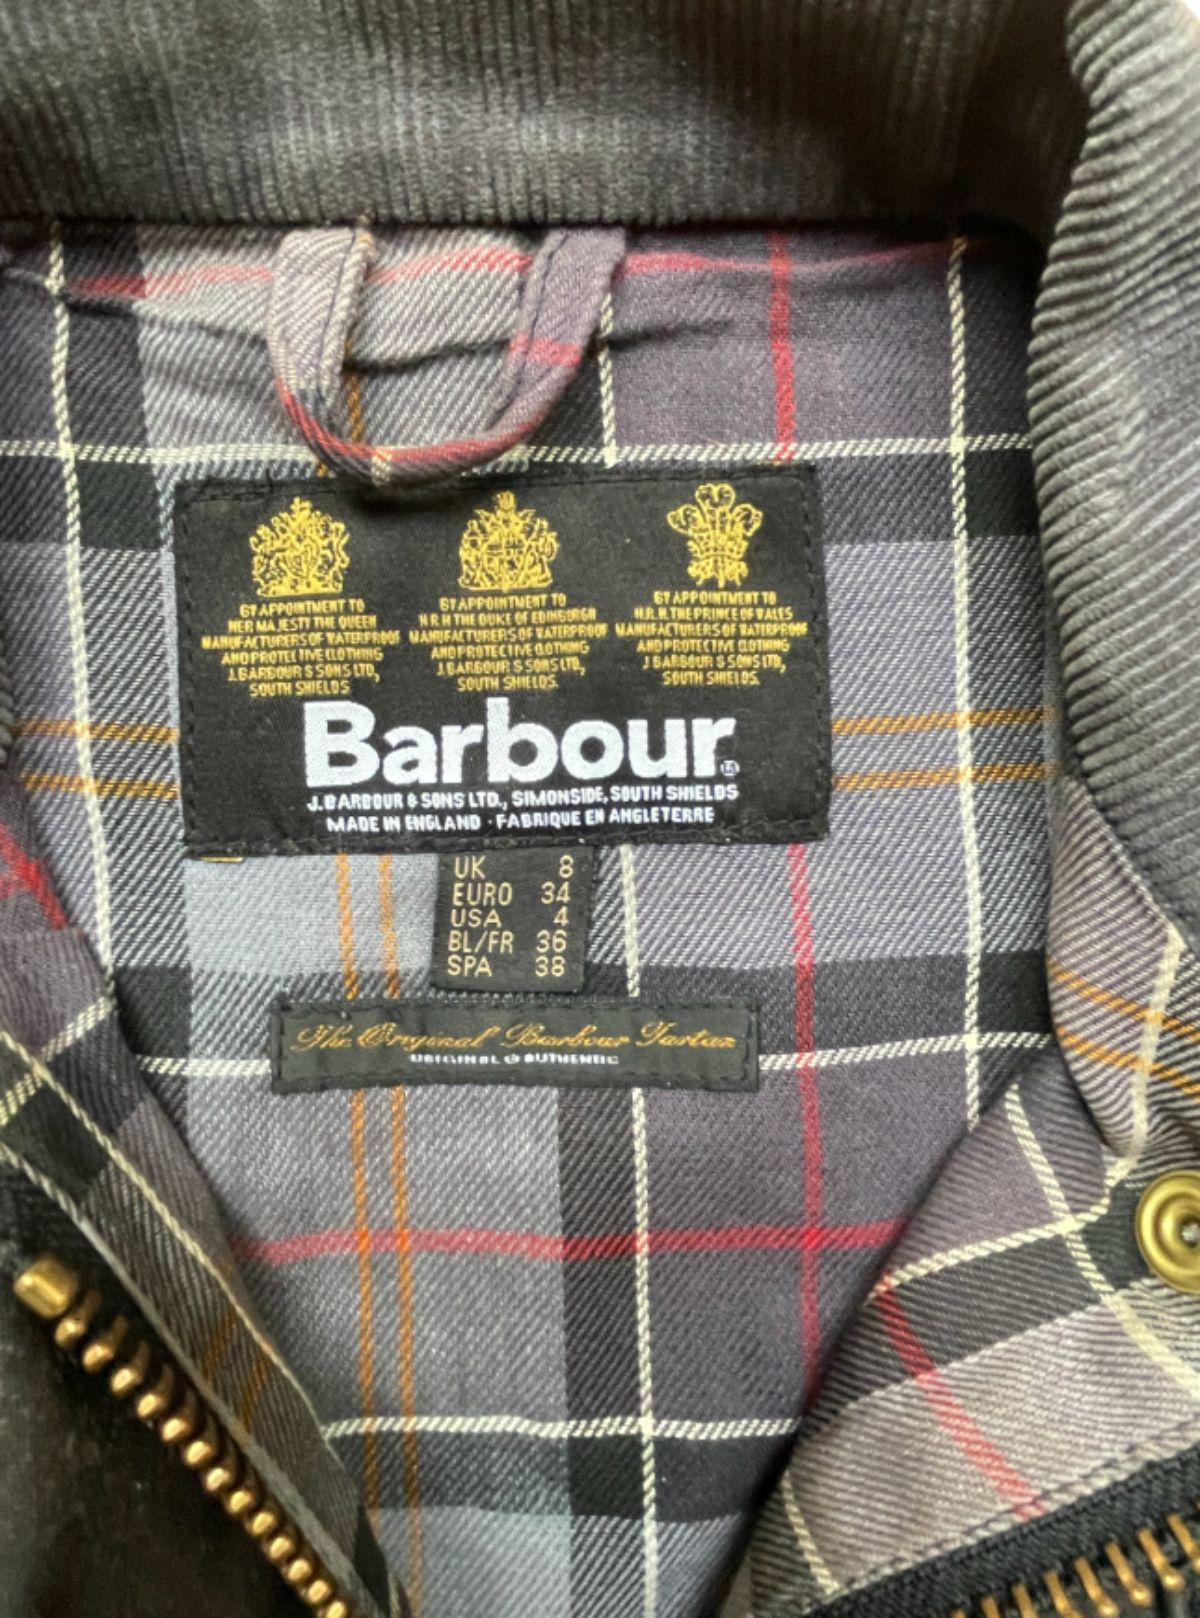 BY APPOINTMENT TO
HER MAJESTY THE QUEEN
MANUFACTURERS OF WATERPROOF
AND PROTECTIVE CLOTHING
J. BARBOUR & SONS LTD,
SOUTH SHIELDS
BY APPOINTMENT TO
H.R.H THE DUKE OF EDINBURGH
MANUFACTURERS OF WATERPROOF
AND PROTECTIVE CLOTHING
J. BARBOUR & SONS LTD,
SOUTH SHIELDS.
BY APPOINTMENT TO
H.R.H. THE PRINCE OF WALES
MANUFACTURERS OF WATERPROOF
AND PROTECTIVE CLOTHING
J. BARBOUR & SONS LTD,
SOUTH SHIELDS.
Barbour
J. BARBOUR & SONS LTD., SIMONSIDE, SOUTH SHIELDS
MADE IN ENGLAND · FABRIQUE EN ANGLETERRE
UK 8
EURO 34
USA 4
BL/FR 36
SPA 38
The Original Barbour Tartan
ORIGINAL & AUTHENTIC